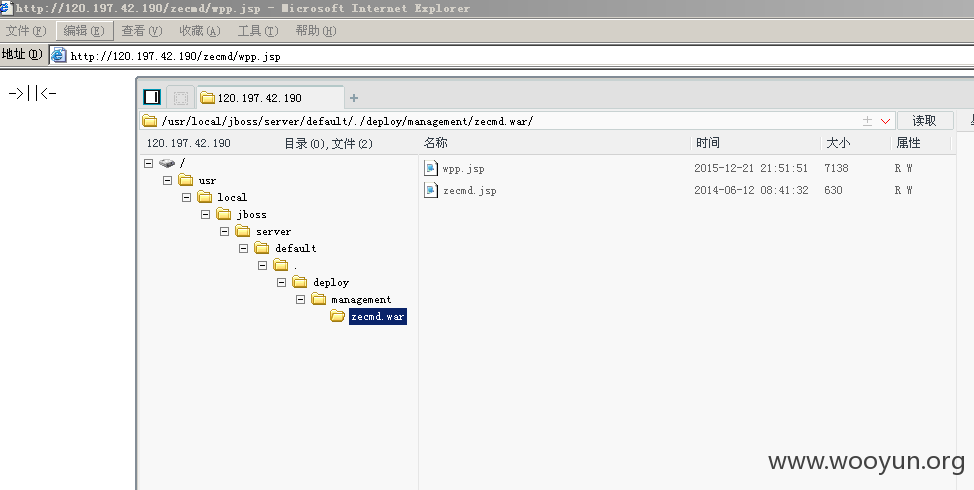 http://120.197.42.190/zecmd/wpp.jsp - Microsoft Internet Explorer
文件(F) 编辑(E) 查看(V) 收藏(A) 工具(T) 帮助(H)
地址(D) http://120.197.42.190/zecmd/wpp.jsp
->||<-
120.197.42.190 +
/usr/local/jboss/server/default/./deploy/management/zecmd.war/ 读取
120.197.42.190 目录(0),文件(2) 名称 时间 大小 属性
/
usr
local
jboss
server
default
.
deploy
management
zecmd.war
wpp.jsp 2015-12-21 21:51:51 7138 R W
zecmd.jsp 2014-06-12 08:41:32 630 R W
www.wooyun.org